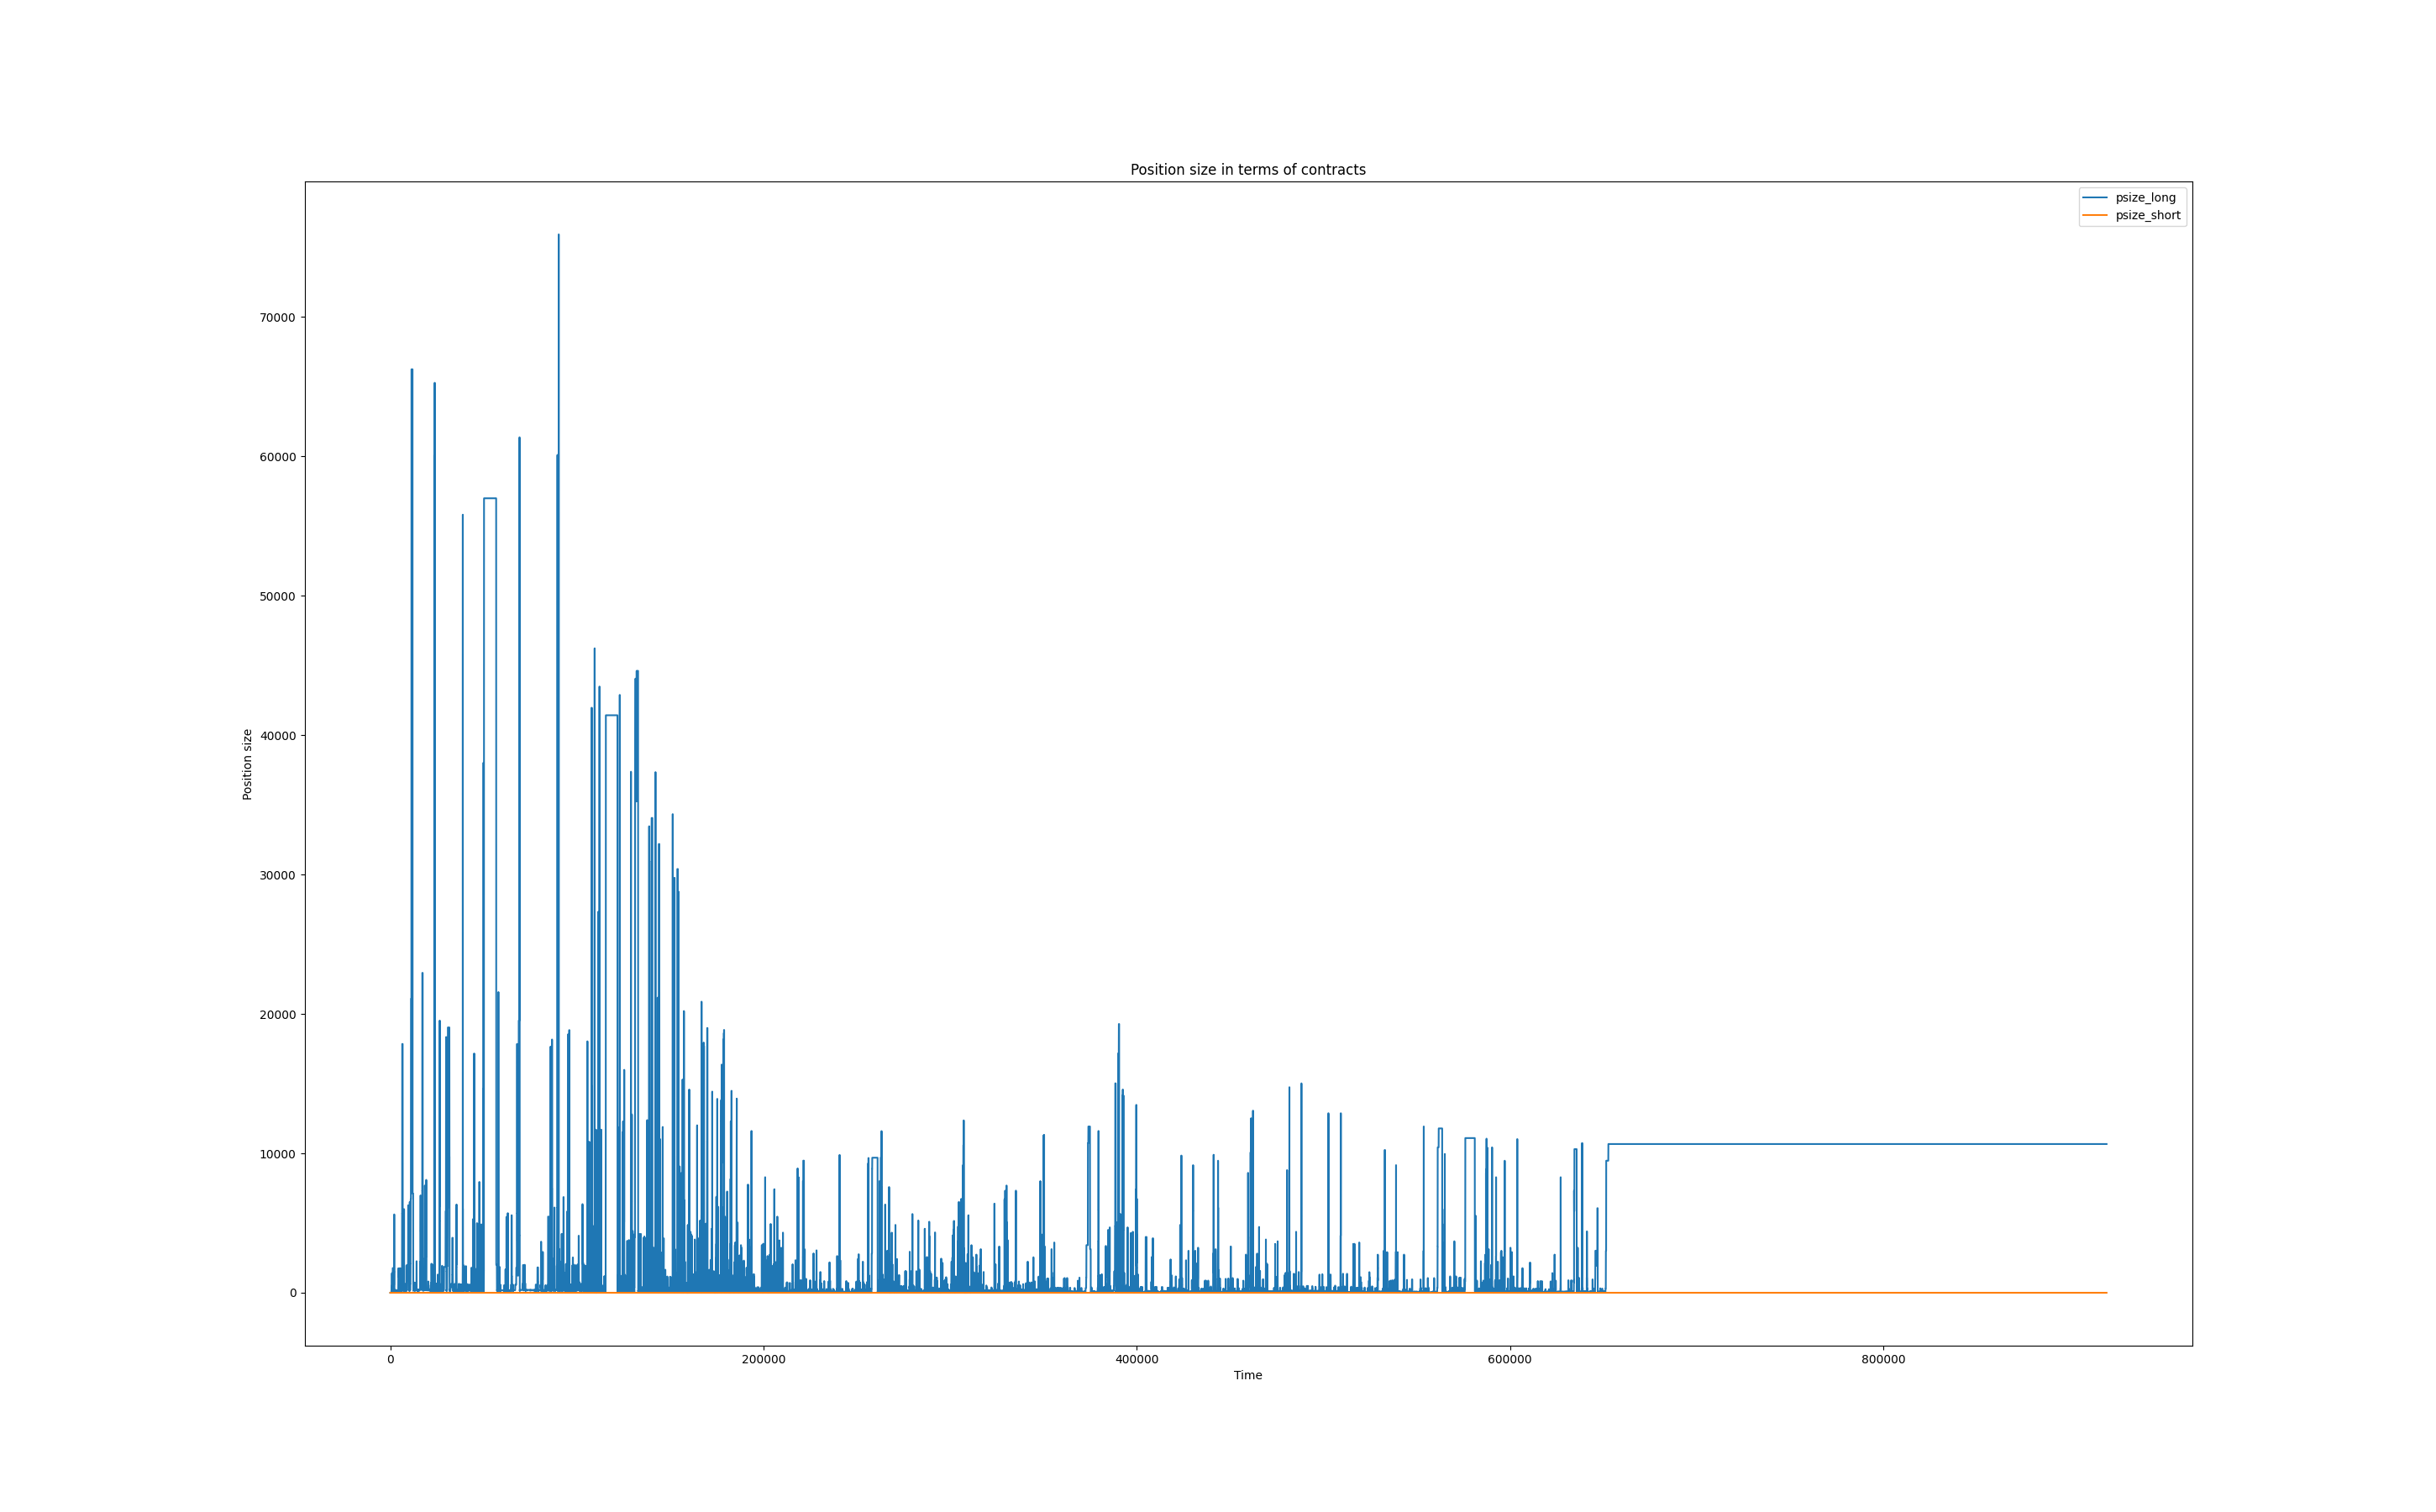 Position size in terms of contracts
psize_long
psize_short
70000
60000
50000
40000
30000
20000
10000
0
Position size
0 200000 400000 600000 800000
Time